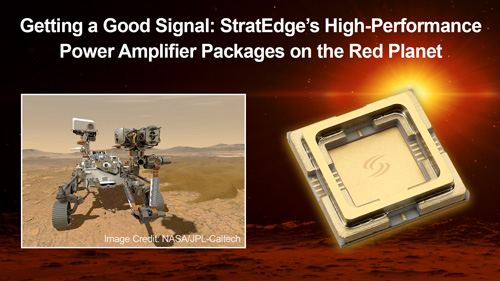 Getting a Good Signal: StratEdge's High-Performance
Power Amplifier Packages on the Red Planet
Image Credit: NASA/JPL-Caltech